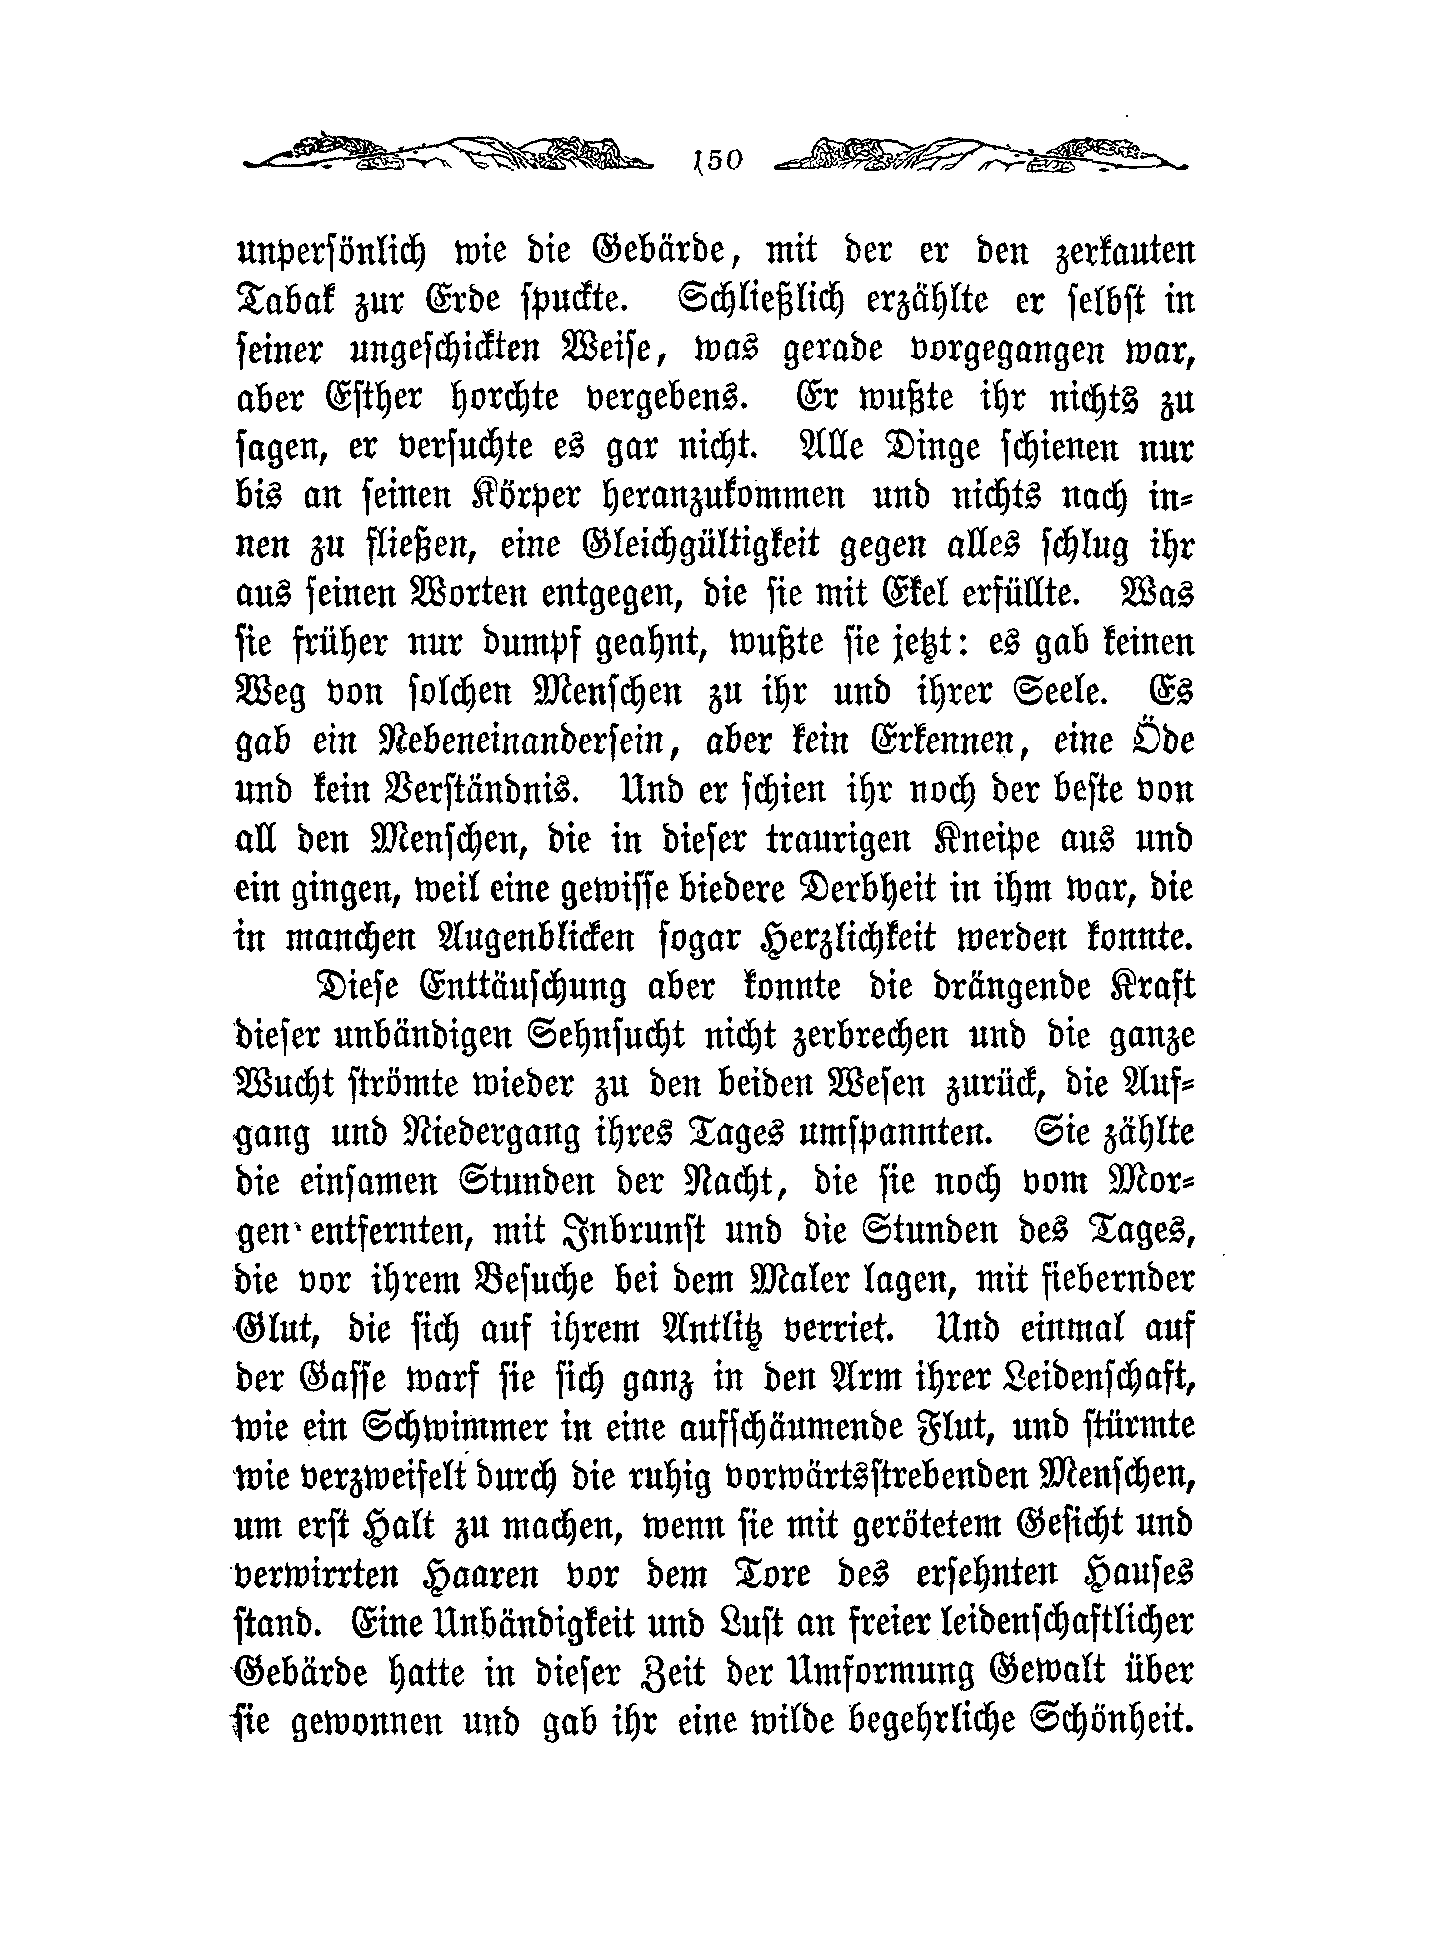 150
unpersönlich wie die Gebärde, mit der er den zerkauten
Tabak zur Erde spuckte. Schließlich erzählte er selbst in
seiner ungeschickten Weise, was gerade vorgegangen war,
aber Esther horchte vergebens. Er wußte ihr nichts zu
sagen, er versuchte es gar nicht. Alle Dinge schienen nur
bis an seinen Körper heranzukommen und nichts nach in-
nen zu fließen, eine Gleichgültigkeit gegen alles schlug ihr
aus seinen Worten entgegen, die sie mit Ekel erfüllte. Was
sie früher nur dumpf geahnt, wußte sie jetzt: es gab keinen
Weg von solchen Menschen zu ihr und ihrer Seele. Es
gab ein Nebeneinandersein, aber kein Erkennen, eine Öde
und kein Verständnis. Und er schien ihr noch der beste von
all den Menschen, die in dieser traurigen Kneipe aus und
ein gingen, weil eine gewisse biedere Derbheit in ihm war, die
in manchen Augenblicken sogar Herzlichkeit werden konnte.
Diese Enttäuschung aber konnte die drängende Kraft
dieser unbändigen Sehnsucht nicht zerbrechen und die ganze
Wucht strömte wieder zu den beiden Wesen zurück, die Auf-
gang und Niedergang ihres Tages umspannten. Sie zählte
die einsamen Stunden der Nacht, die sie noch vom Mor-
gen entfernten, mit Inbrunst und die Stunden des Tages,
die vor ihrem Besuche bei dem Maler lagen, mit fiebernder
Glut, die sich auf ihrem Antlitz verriet. Und einmal auf
der Gasse warf sie sich ganz in den Arm ihrer Leidenschaft,
wie ein Schwimmer in eine aufschäumende Flut, und stürmte
wie verzweifelt durch die ruhig vorwärtsstrebenden Menschen,
um erst Halt zu machen, wenn sie mit gerötetem Gesicht und
verwirrten Haaren vor dem Tore des ersehnten Hauses
stand. Eine Unbändigkeit und Lust an freier leidenschaftlicher
Gebärde hatte in dieser Zeit der Umformung Gewalt über
sie gewonnen und gab ihr eine wilde begehrliche Schönheit.